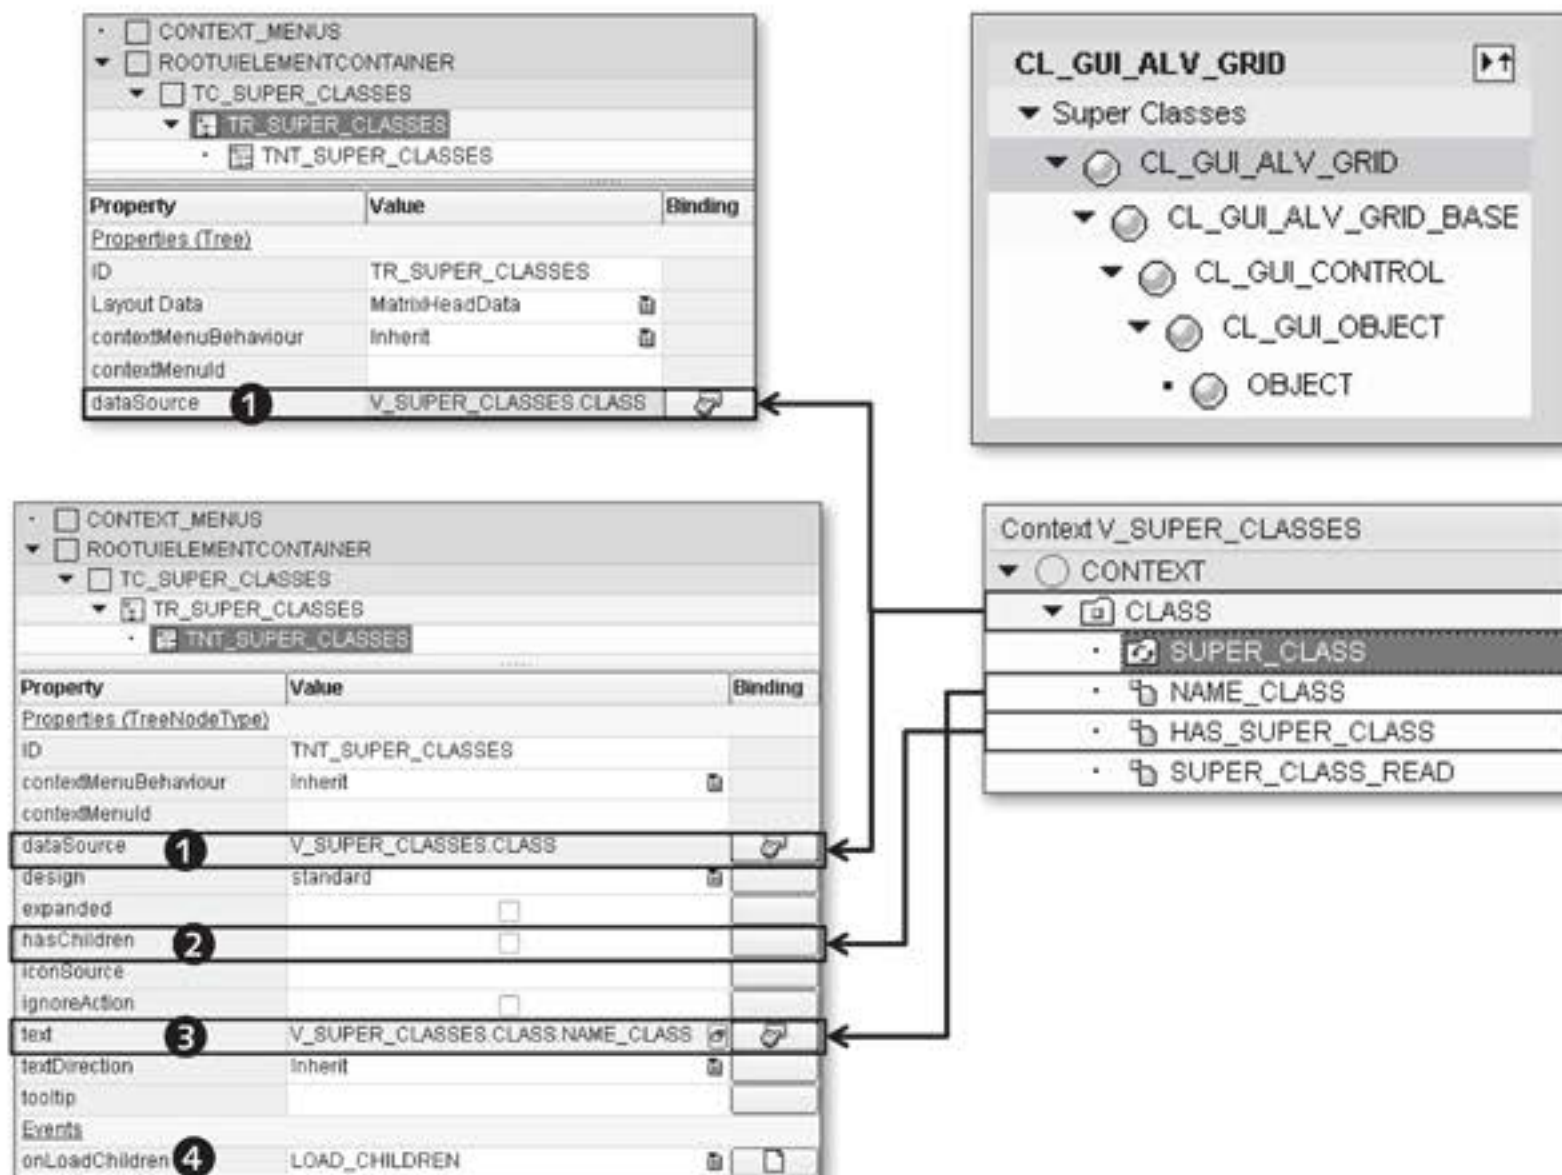 CONTEXT_MENUS
ROOTUIELEMENTCONTAINER
TC_SUPER_CLASSES
TR_SUPER_CLASSES
TNT_SUPER_CLASSES
Property Value Binding
Properties (Tree)
ID TR_SUPER_CLASSES
Layout Data MatrixHeadData
contextMenuBehaviour Inherit
contextMenuId
dataSource 1 V_SUPER_CLASSES.CLASS
CL_GUI_ALV_GRID
Super Classes
CL_GUI_ALV_GRID
CL_GUI_ALV_GRID_BASE
CL_GUI_CONTROL
CL_GUI_OBJECT
OBJECT
CONTEXT_MENUS
ROOTUIELEMENTCONTAINER
TC_SUPER_CLASSES
TR_SUPER_CLASSES
TNT_SUPER_CLASSES
Property Value Binding
Properties (TreeNodeType)
ID TNT_SUPER_CLASSES
contextMenuBehaviour Inherit
contextMenuId
dataSource 1 V_SUPER_CLASSES.CLASS
design standard
expanded
hasChildren 2
iconSource
ignoreAction
text 3 V_SUPER_CLASSES.CLASS.NAME_CLASS
textDirection Inherit
tooltip
Events
onLoadChildren 4 LOAD_CHILDREN
Context V_SUPER_CLASSES
CONTEXT
CLASS
SUPER_CLASS
NAME_CLASS
HAS_SUPER_CLASS
SUPER_CLASS_READ